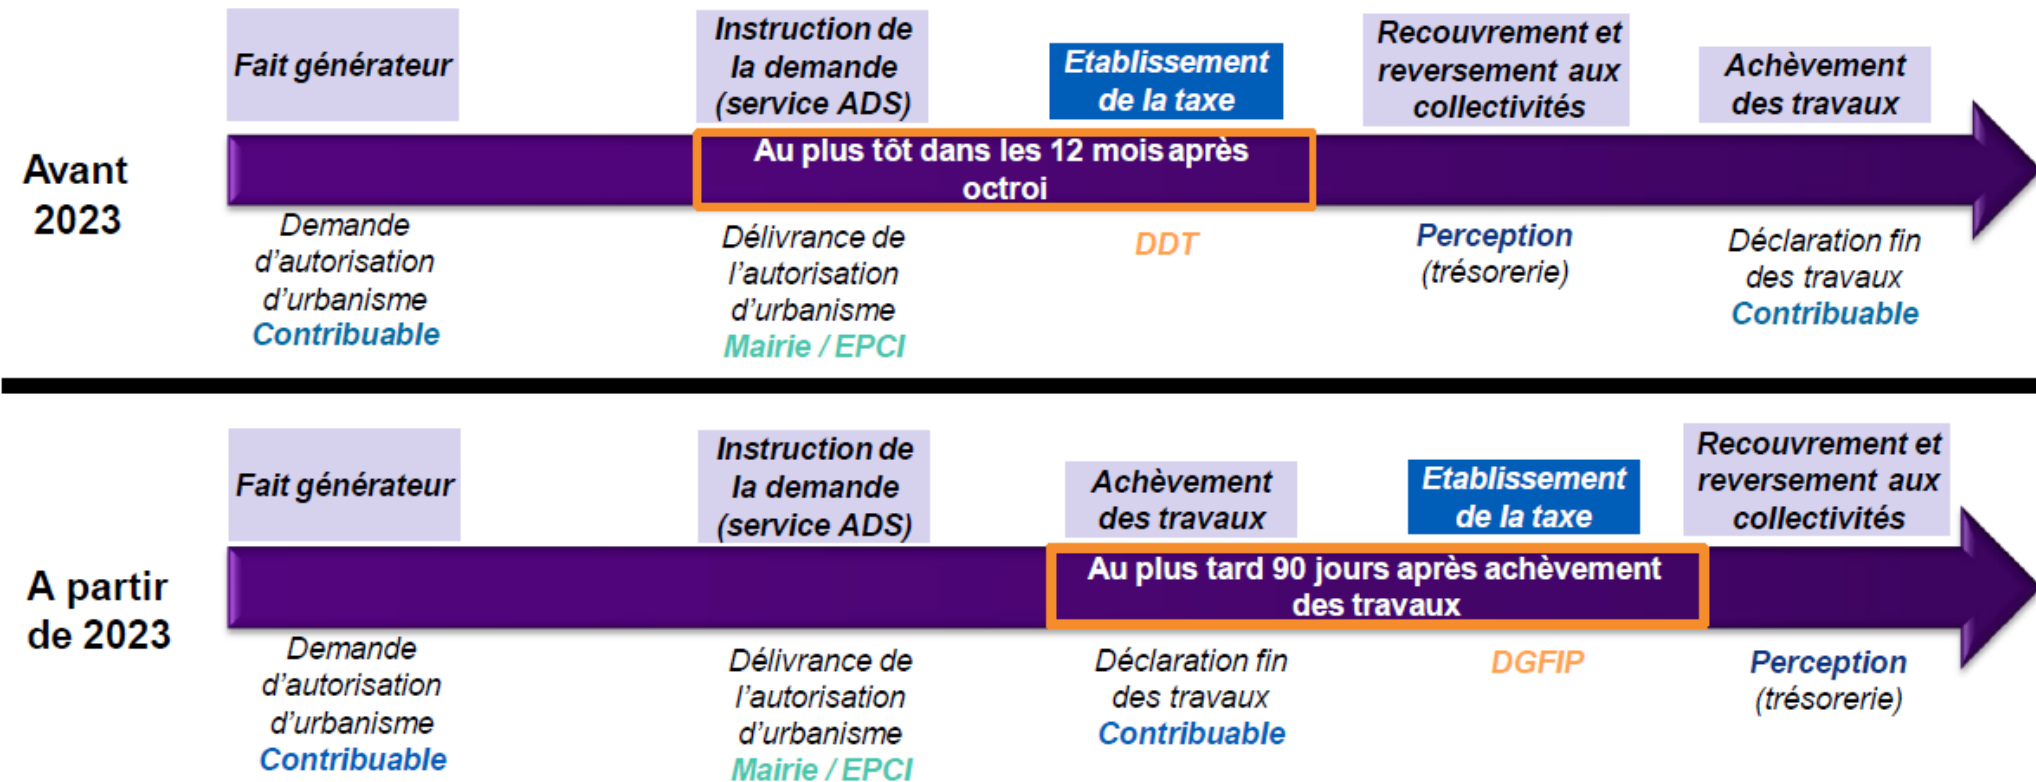 Avant
2023
Fait générateur
Demande
d'autorisation
d'urbanisme
Contribuable
Instruction de
la demande
(service ADS)
Au plus tôt dans les 12 mois après
octroi
Délivrance de
l'autorisation
d'urbanisme
Mairie / EPCI
Etablissement
de la taxe
DDT
Recouvrement et
reversement aux
collectivités
Perception
(trésorerie)
Achèvement
des travaux
Déclaration fin
des travaux
Contribuable
A partir
de 2023
Fait générateur
Demande
d'autorisation
d'urbanisme
Contribuable
Instruction de
la demande
(service ADS)
Délivrance de
l'autorisation
d'urbanisme
Mairie / EPCI
Achèvement
des travaux
Au plus tard 90 jours après achèvement
des travaux
Déclaration fin
des travaux
Contribuable
Etablissement
de la taxe
DGFIP
Recouvrement et
reversement aux
collectivités
Perception
(trésorerie)